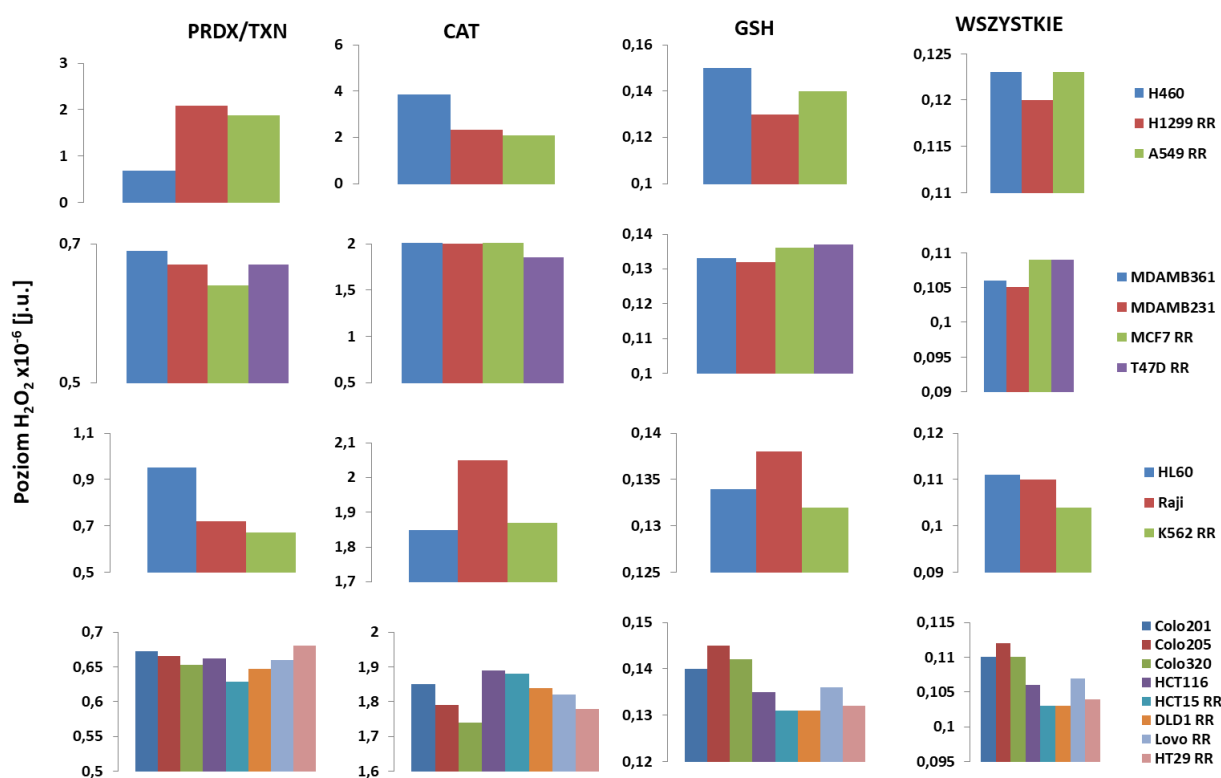 PRDX/TXN
CAT
GSH
WSZYSTKIE
Poziom H₂O₂ x10⁻⁶ [j.u.]
3
2
1
0
6
4
2
0
0,16
0,14
0,12
0,1
0,125
0,12
0,115
0,11
H460
H1299 RR
A549 RR
0,7
0,5
2
1,5
1
0,5
0,14
0,13
0,12
0,11
0,1
0,11
0,105
0,1
0,095
0,09
MDAMB361
MDAMB231
MCF7 RR
T47D RR
1,1
0,9
0,7
0,5
2,1
2
1,9
1,8
1,7
0,14
0,135
0,13
0,125
0,12
0,11
0,1
0,09
HL60
Raji
K562 RR
0,7
0,65
0,6
0,55
0,5
2
1,9
1,8
1,7
1,6
0,15
0,14
0,13
0,12
0,115
0,11
0,105
0,1
0,095
Colo201
Colo205
Colo320
HCT116
HCT15 RR
DLD1 RR
Lovo RR
HT29 RR